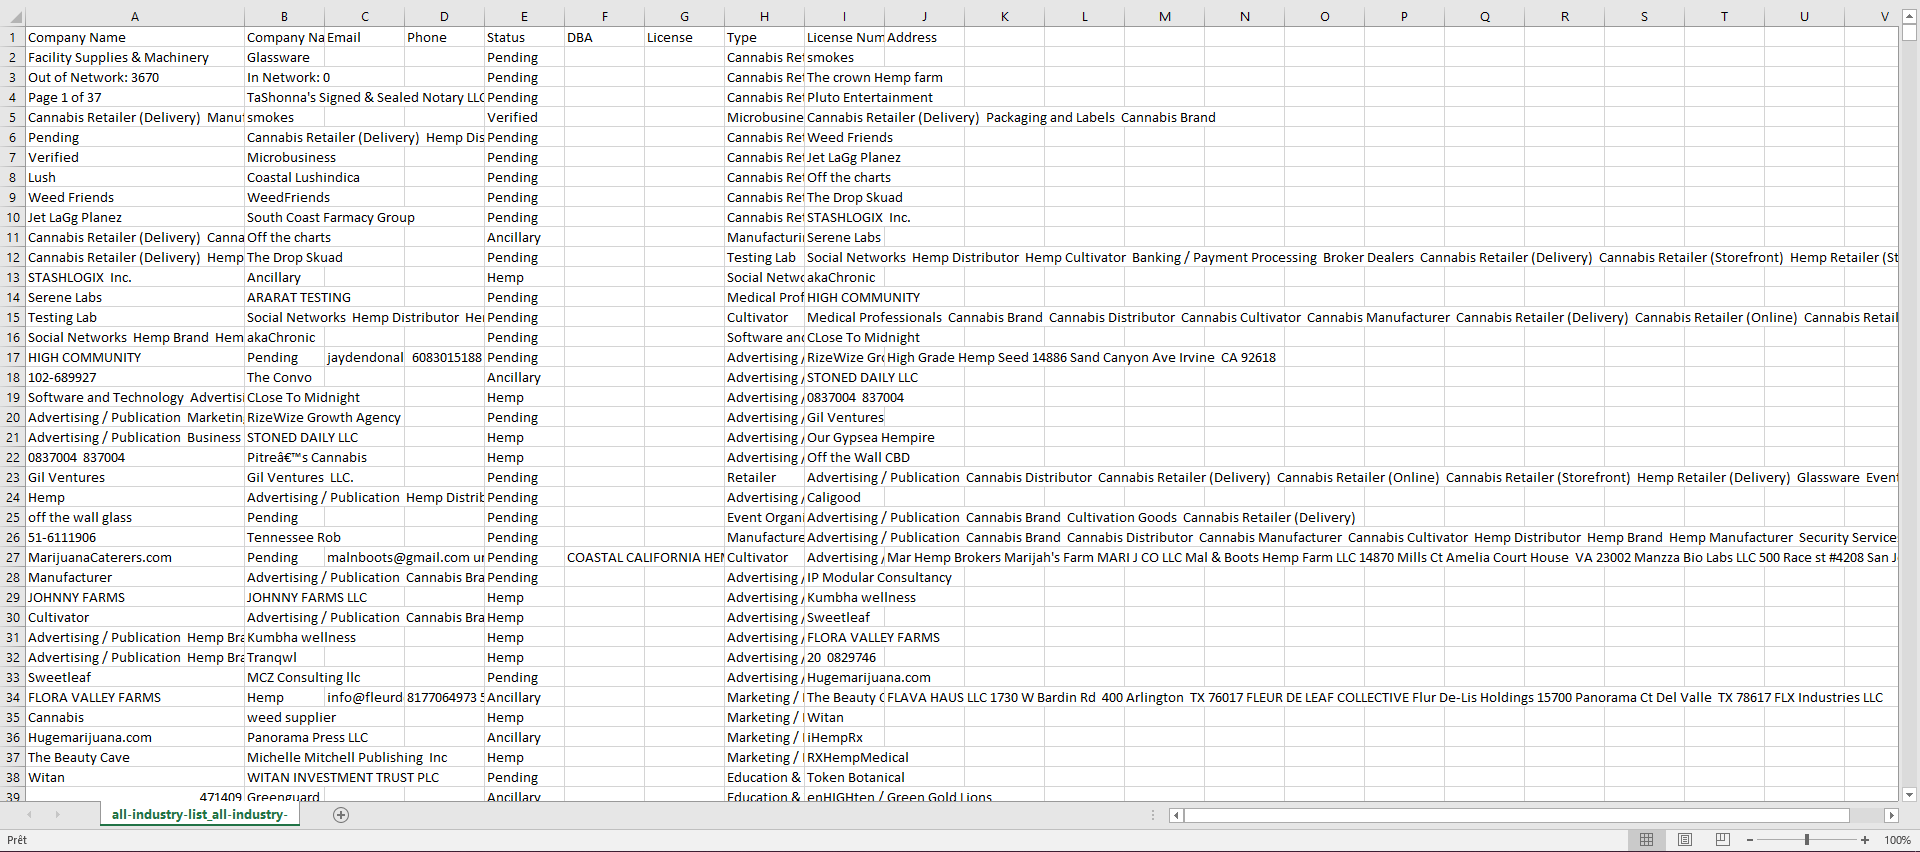 A B C D E F G H I J K L M N O P Q R S T U V
1 Company Name Company Na Email Phone Status DBA License Type License Num Address
2 Facility Supplies & Machinery Glassware Pending Cannabis Ret smokes
3 Out of Network: 3670 In Network: 0 Pending Cannabis Ret The crown Hemp farm
4 Page 1 of 37 TaShonna's Signed & Sealed Notary LLC Pending Cannabis Ret Pluto Entertainment
5 Cannabis Retailer (Delivery) Manuf smokes Verified Microbusine Cannabis Retailer (Delivery) Packaging and Labels Cannabis Brand
6 Pending Cannabis Retailer (Delivery) Hemp Dis Pending Cannabis Ret Weed Friends
7 Verified Microbusiness Pending Cannabis Ret Jet LaGg Planez
8 Lush Coastal Lushindica Pending Cannabis Ret Off the charts
9 Weed Friends WeedFriends Pending Cannabis Ret The Drop Skuad
10 Jet LaGg Planez South Coast Farmacy Group Pending Cannabis Ret STASHLOGIX Inc.
11 Cannabis Retailer (Delivery) Canna Off the charts Ancillary Manufacturi Serene Labs
12 Cannabis Retailer (Delivery) Hemp The Drop Skuad Pending Testing Lab Social Networks Hemp Distributor Hemp Cultivator Banking / Payment Processing Broker Dealers Cannabis Retailer (Delivery) Cannabis Retailer (Storefront) Hemp Retailer (St
13 STASHLOGIX Inc. Ancillary Hemp Social Netwo akaChronic
14 Serene Labs ARARAT TESTING Pending Medical Prof HIGH COMMUNITY
15 Testing Lab Social Networks Hemp Distributor He Pending Cultivator Medical Professionals Cannabis Brand Cannabis Distributor Cannabis Cultivator Cannabis Manufacturer Cannabis Retailer (Delivery) Cannabis Retailer (Online) Cannabis Retail
16 Social Networks Hemp Brand Hem akaChronic Pending Software and CLose To Midnight
17 HIGH COMMUNITY Pending jaydendonal 6083015188 Pending Advertising / RizeWize Gro High Grade Hemp Seed 14886 Sand Canyon Ave Irvine CA 92618
18 102-689927 The Convo Ancillary Advertising / STONED DAILY LLC
19 Software and Technology Advertisi CLose To Midnight Hemp Advertising / 0837004 837004
20 Advertising / Publication Marketin RizeWize Growth Agency Pending Advertising / Gil Ventures
21 Advertising / Publication Business STONED DAILY LLC Hemp Advertising / Our Gypsea Hempire
22 0837004 837004 Pitreâ€™s Cannabis Hemp Advertising / Off the Wall CBD
23 Gil Ventures Gil Ventures LLC. Pending Retailer Advertising / Publication Cannabis Distributor Cannabis Retailer (Delivery) Cannabis Retailer (Online) Cannabis Retailer (Storefront) Hemp Retailer (Delivery) Glassware Event
24 Hemp Advertising / Publication Hemp Distrib Pending Advertising / Caligood
25 off the wall glass Pending Pending Event Organi Advertising / Publication Cannabis Brand Cultivation Goods Cannabis Retailer (Delivery)
26 51-6111906 Tennessee Rob Pending Manufacture Advertising / Publication Cannabis Brand Cannabis Distributor Cannabis Manufacturer Cannabis Cultivator Hemp Distributor Hemp Brand Hemp Manufacturer Security Service
27 MarijuanaCaterers.com Pending malnboots@gmail.com ur Pending COASTAL CALIFORNIA HEM Cultivator Advertising / Mar Hemp Brokers Marijah's Farm MARI J CO LLC Mal & Boots Hemp Farm LLC 14870 Mills Ct Amelia Court House VA 23002 Manzza Bio Labs LLC 500 Race st #4208 San J
28 Manufacturer Advertising / Publication Cannabis Bra Pending Advertising / IP Modular Consultancy
29 JOHNNY FARMS JOHNNY FARMS LLC Hemp Advertising / Kumbha wellness
30 Cultivator Advertising / Publication Cannabis Bra Hemp Advertising / Sweetleaf
31 Advertising / Publication Hemp Bra Kumbha wellness Hemp Advertising / FLORA VALLEY FARMS
32 Advertising / Publication Hemp Bra Tranqwl Hemp Advertising / 20 0829746
33 Sweetleaf MCZ Consulting llc Pending Advertising / Hugemarijuana.com
34 FLORA VALLEY FARMS Hemp info@fleurd 8177064973 5 Ancillary Marketing / I The Beauty C FLAVA HAUS LLC 1730 W Bardin Rd 400 Arlington TX 76017 FLEUR DE LEAF COLLECTIVE Flur De-Lis Holdings 15700 Panorama Ct Del Valle TX 78617 FLX Industries LLC
35 Cannabis weed supplier Hemp Marketing / I Witan
36 Hugemarijuana.com Panorama Press LLC Ancillary Marketing / I iHempRx
37 The Beauty Cave Michelle Mitchell Publishing Inc Hemp Marketing / I RXHempMedical
38 Witan WITAN INVESTMENT TRUST PLC Pending Education & Token Botanical
39 471409 Greenguard Ancillary Education & enHIGHten / Green Gold Lions
all-industry-list_all-industry-
Prêt 100%